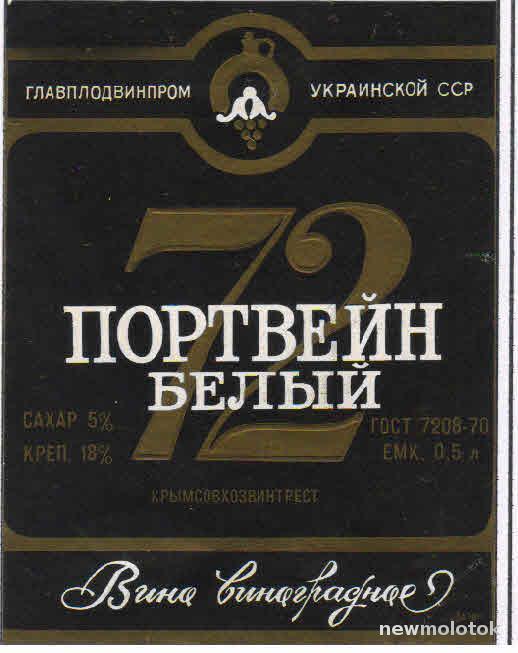 ГЛАВПЛОДВИНПРОМ УКРАИНСКОЙ ССР
72
ПОРТВЕЙН
БЕЛЫЙ
САХАР 5% ГОСТ 7208-70
КРЕП. 18% ЕМК. 0,5 л
КРЫМСОВХОЗВИНТРЕСТ
Вино виноградное
newmolotok